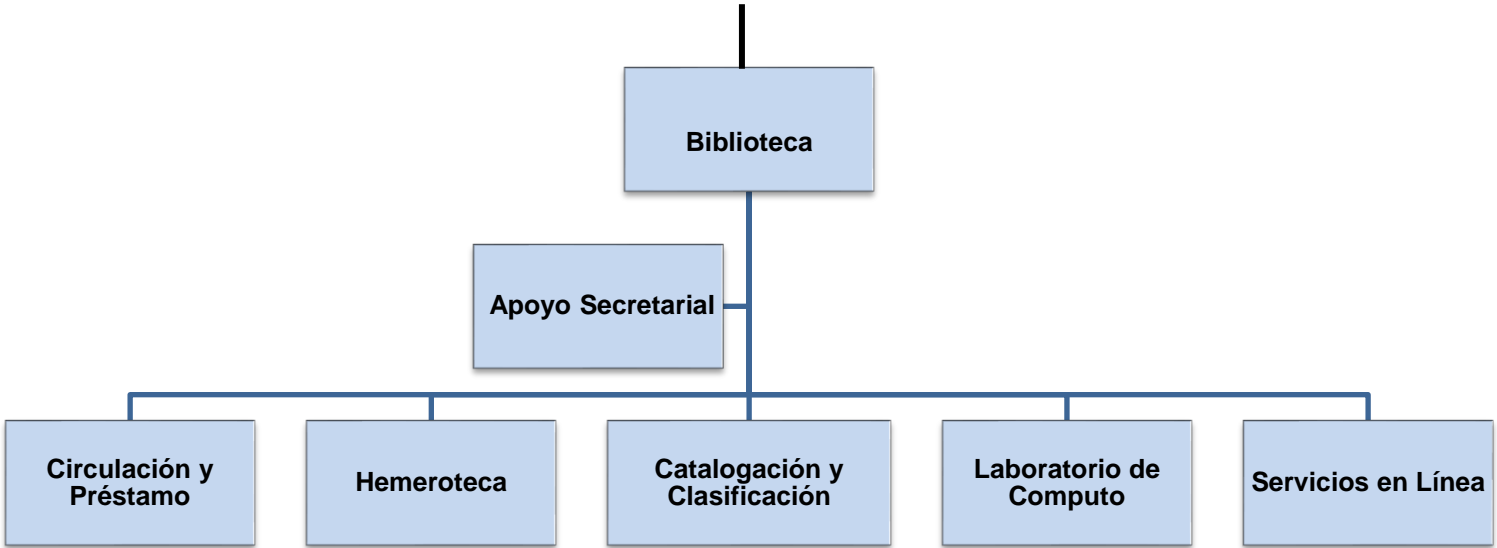 Biblioteca
Apoyo Secretarial
Circulación y
Préstamo
Hemeroteca
Catalogación y
Clasificación
Laboratorio de
Computo
Servicios en Línea